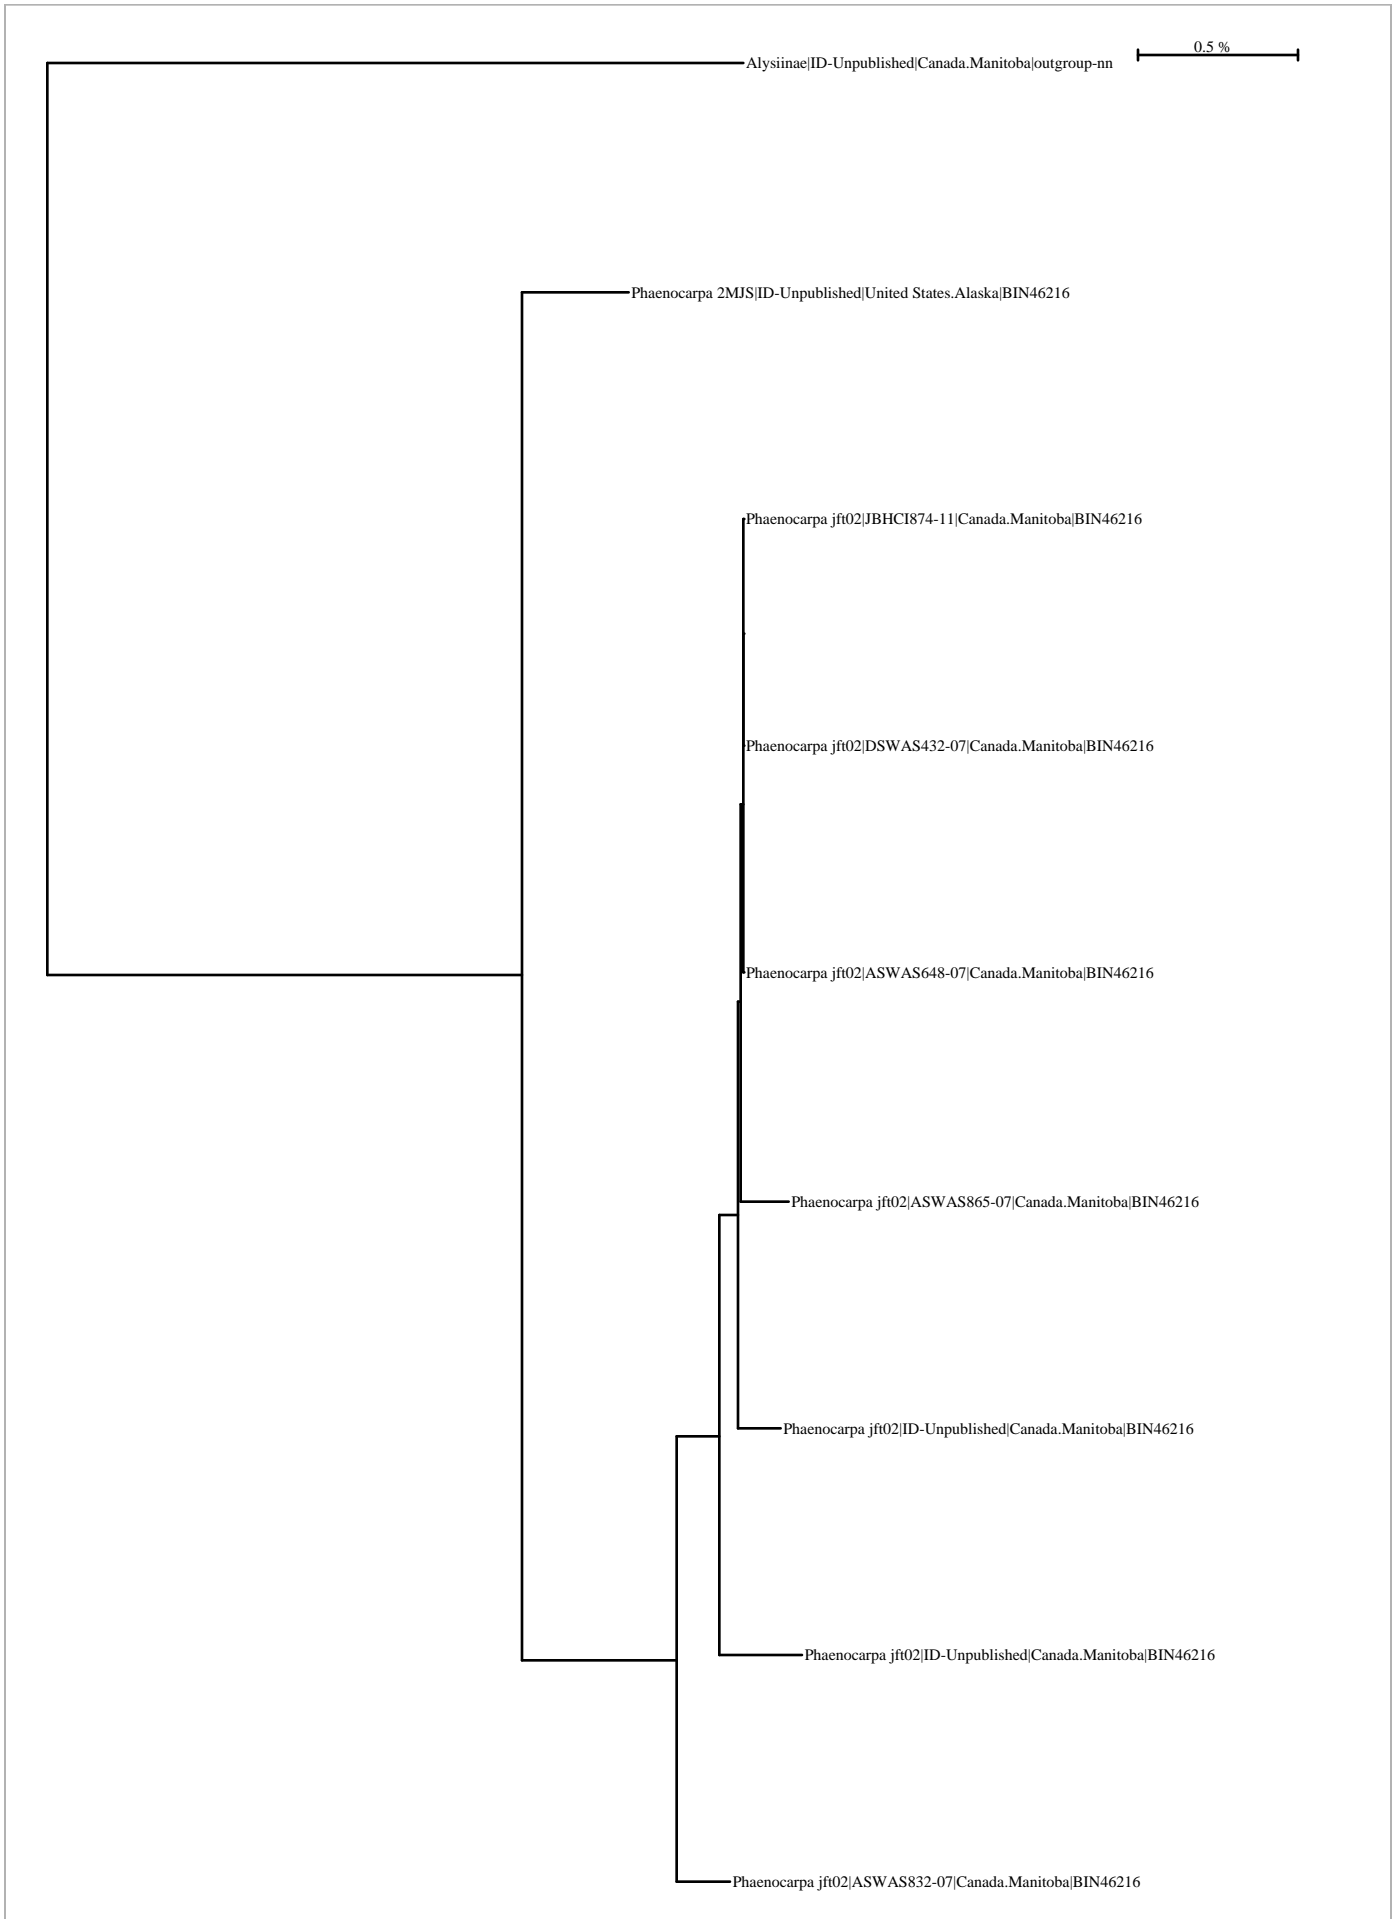 0.5 %
Alysiinae|ID-Unpublished|Canada.Manitoba|outgroup-nn
Phaenocarpa 2MJS|ID-Unpublished|United States.Alaska|BIN46216
Phaenocarpa jft02|JBHCI874-11|Canada.Manitoba|BIN46216
Phaenocarpa jft02|DSWAS432-07|Canada.Manitoba|BIN46216
Phaenocarpa jft02|ASWAS648-07|Canada.Manitoba|BIN46216
Phaenocarpa jft02|ASWAS865-07|Canada.Manitoba|BIN46216
Phaenocarpa jft02|ID-Unpublished|Canada.Manitoba|BIN46216
Phaenocarpa jft02|ID-Unpublished|Canada.Manitoba|BIN46216
Phaenocarpa jft02|ASWAS832-07|Canada.Manitoba|BIN46216